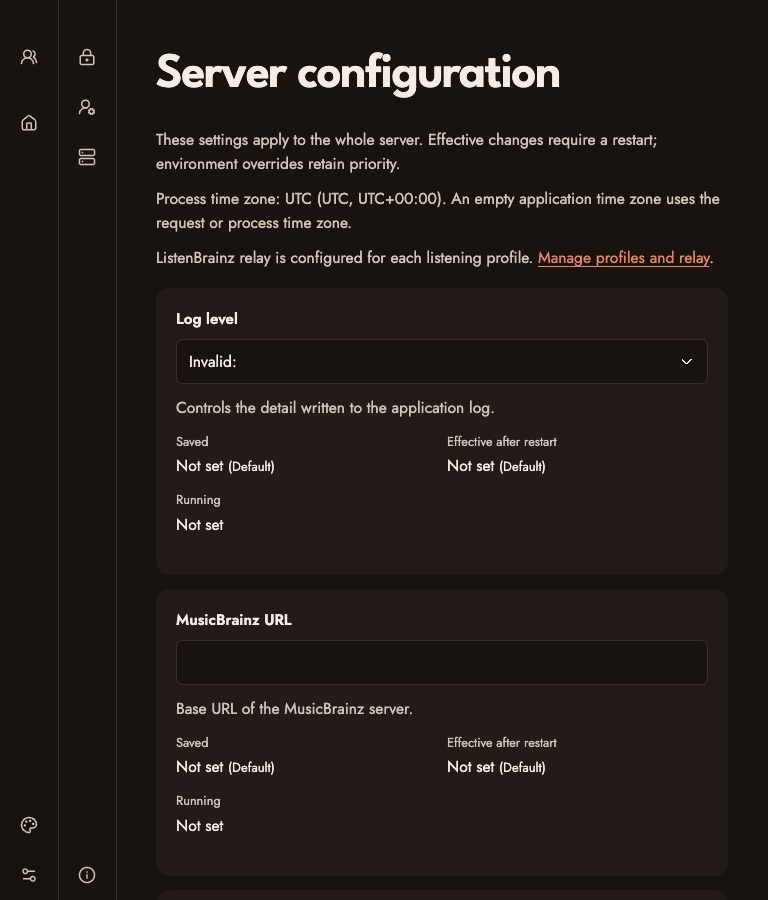 Server configuration
These settings apply to the whole server. Effective changes require a restart;
environment overrides retain priority.
Process time zone: UTC (UTC, UTC+00:00). An empty application time zone uses the
request or process time zone.
ListenBrainz relay is configured for each listening profile. Manage profiles and relay.
Log level
Invalid:
Controls the detail written to the application log.
Saved
Not set (Default)
Effective after restart
Not set (Default)
Running
Not set
MusicBrainz URL
Base URL of the MusicBrainz server.
Saved
Not set (Default)
Effective after restart
Not set (Default)
Running
Not set